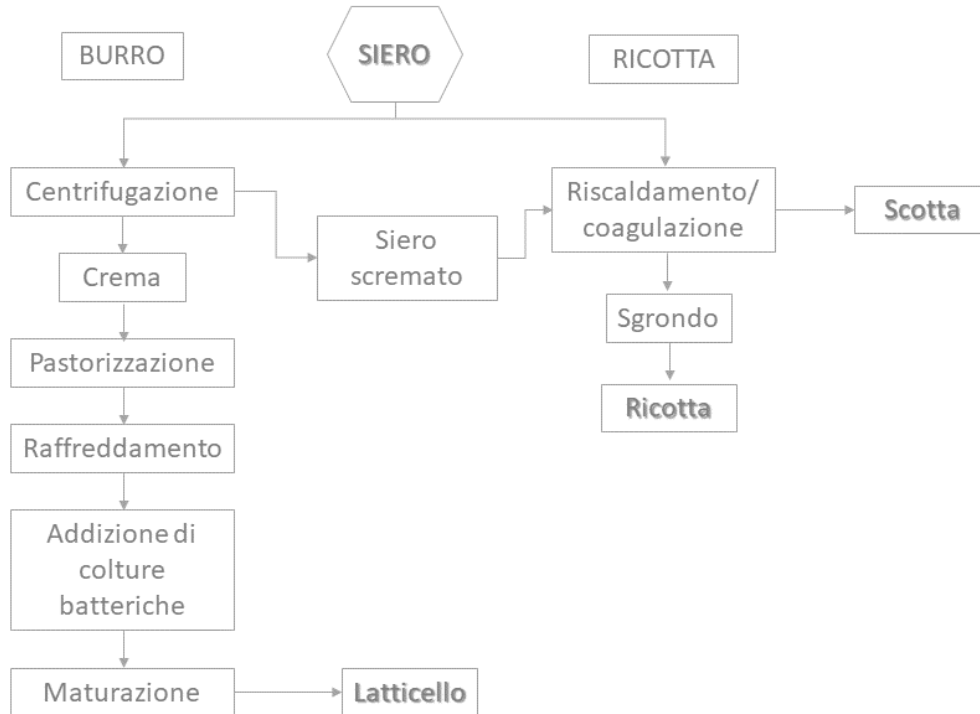 BURRO
SIERO
RICOTTA
Centrifugazione
Riscaldamento/
coagulazione
Scotta
Siero
scremato
Crema
Sgrondo
Pastorizzazione
Ricotta
Raffreddamento
Addizione di
colture
batteriche
Maturazione
Latticello